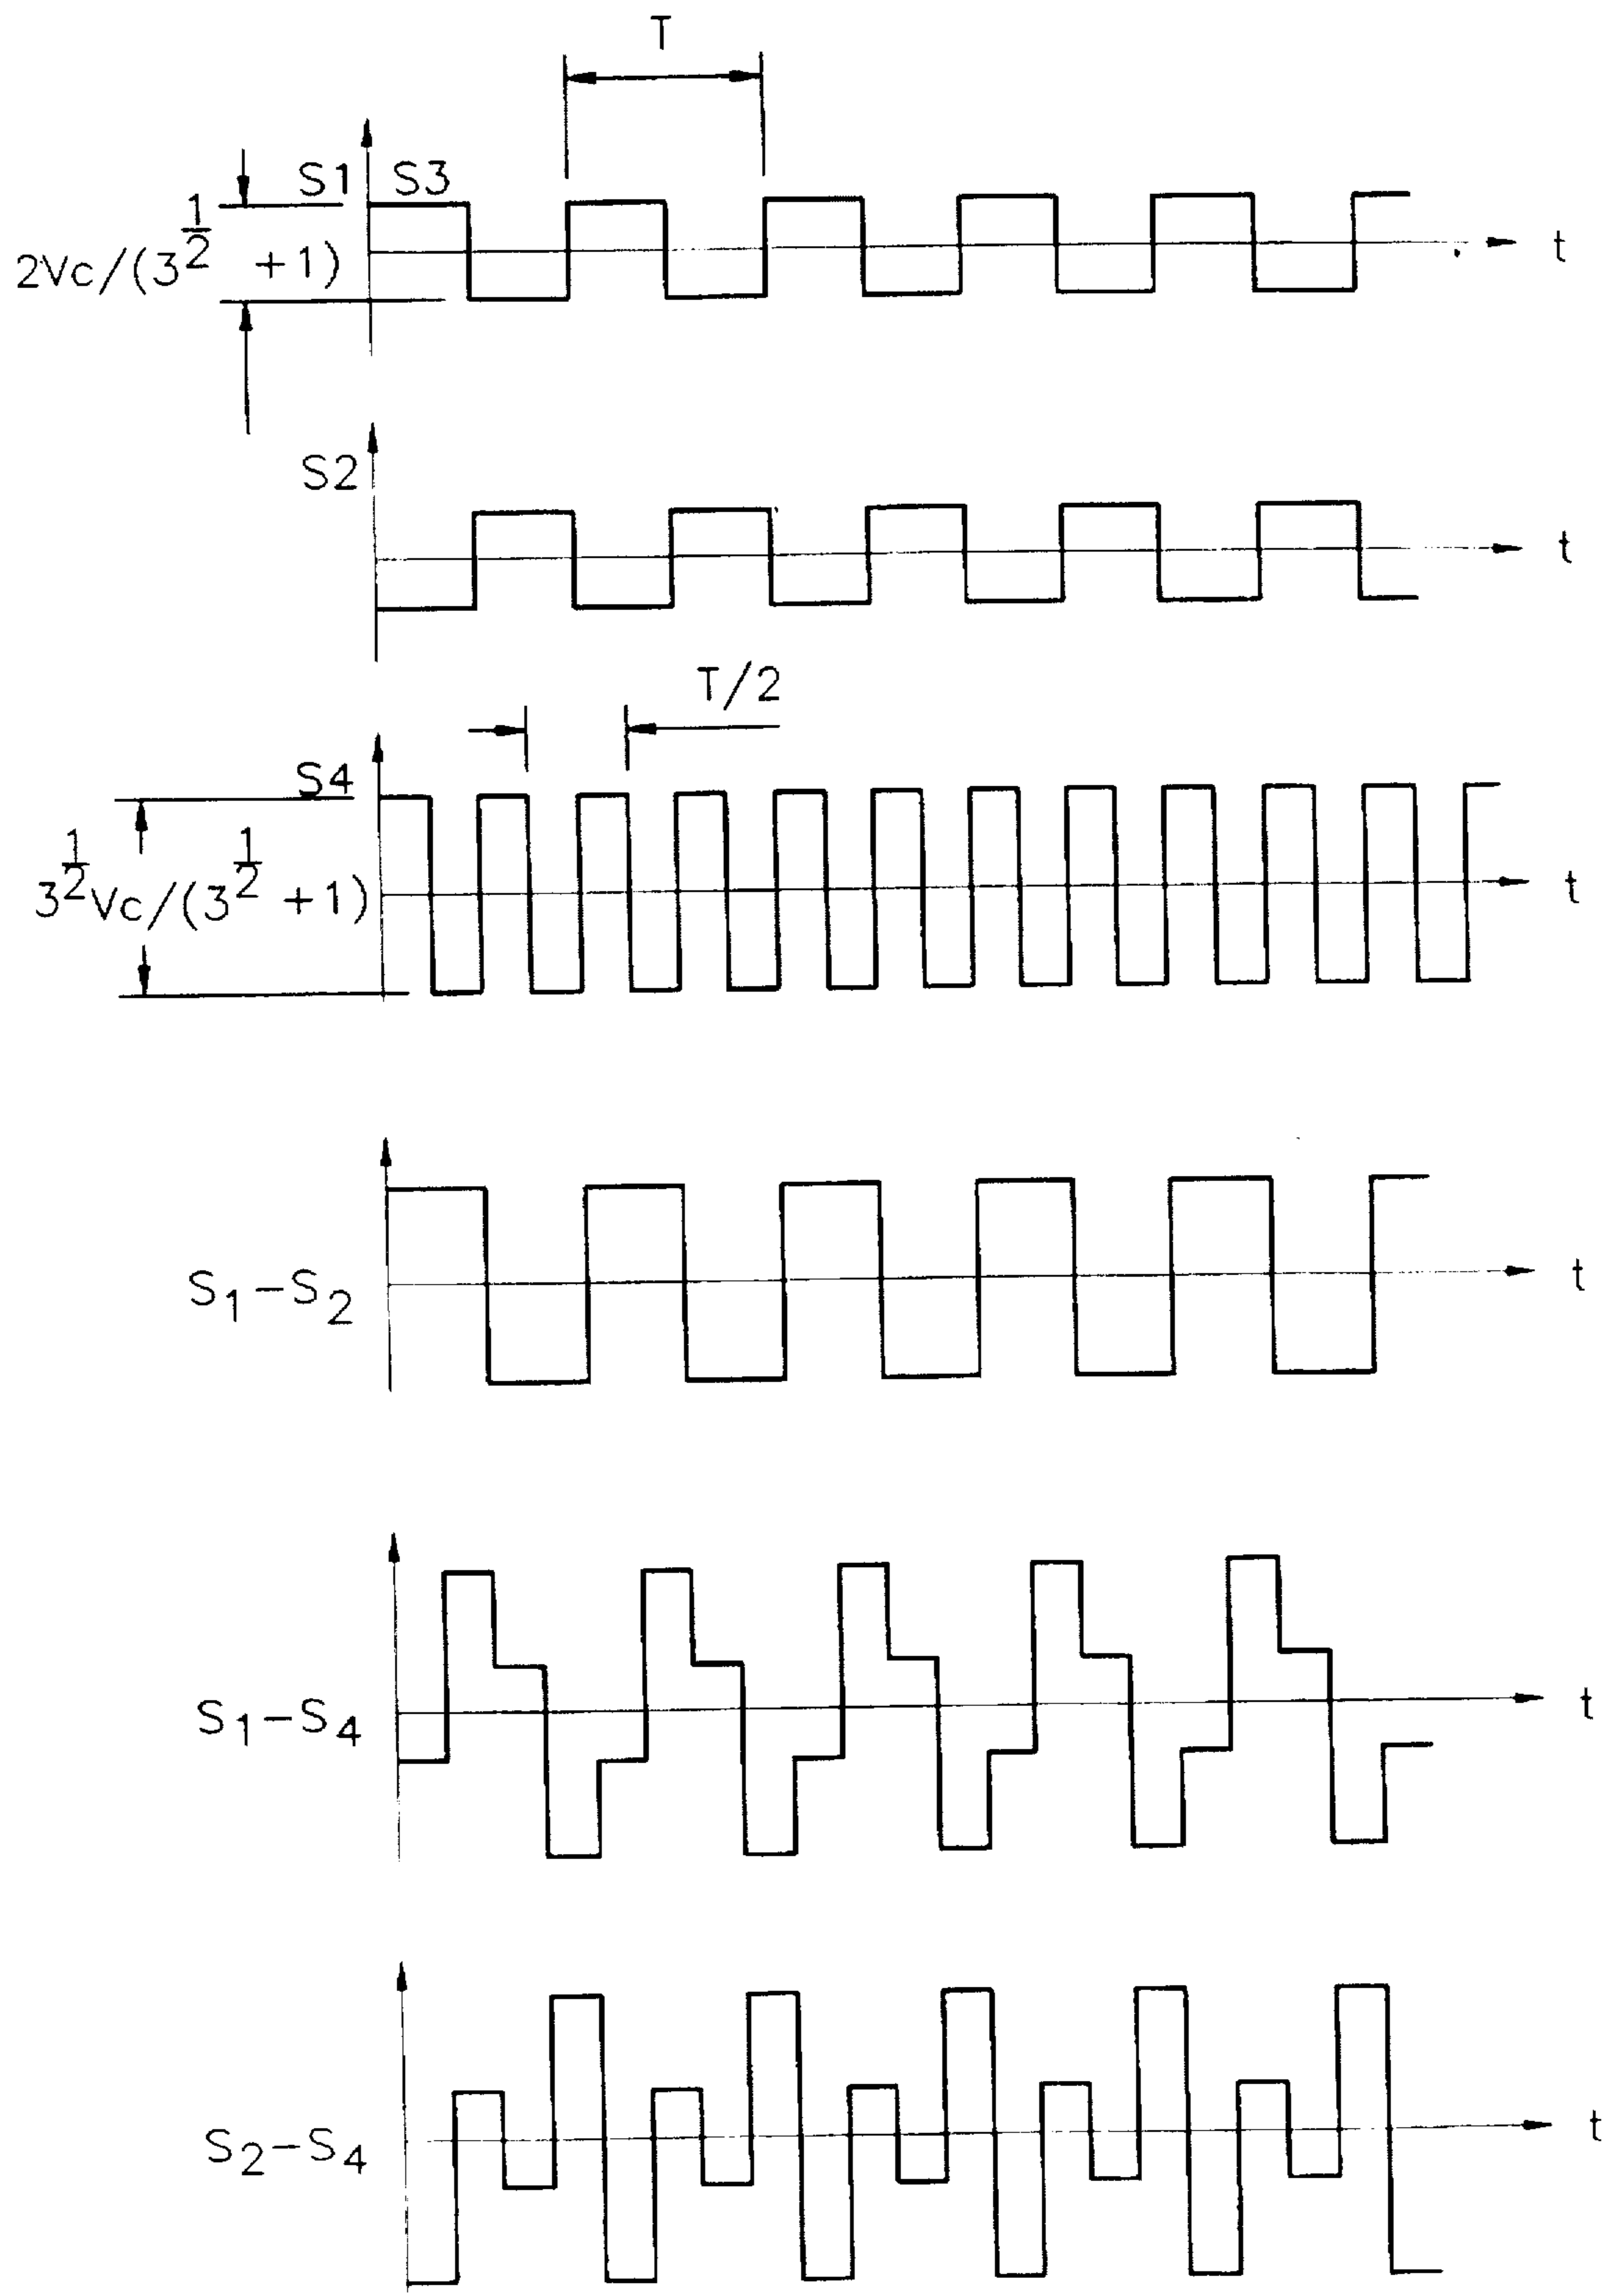 T
S1 S3
2Vc/(3^1/2 +1)
t
S2
t
T/2
S4
3^1/2Vc/(3^1/2 +1)
t
S1-S2
t
S1-S4
t
S2-S4
t